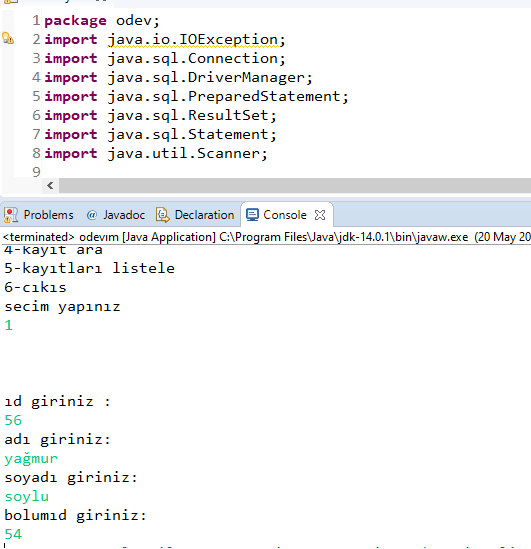 1 package odev;
2 import java.io.IOException;
3 import java.sql.Connection;
4 import java.sql.DriverManager;
5 import java.sql.PreparedStatement;
6 import java.sql.ResultSet;
7 import java.sql.Statement;
8 import java.util.Scanner;
9
Problems @ Javadoc Declaration Console
<terminated> odevım [Java Application] C:\Program Files\Java\jdk-14.0.1\bin\javaw.exe (20 May 20
4-kayıt ara
5-kayıtları listele
6-cıkıs
secim yapınız
1
ıd giriniz :
56
adı giriniz:
yağmur
soyadı giriniz:
soylu
bolumıd giriniz:
54